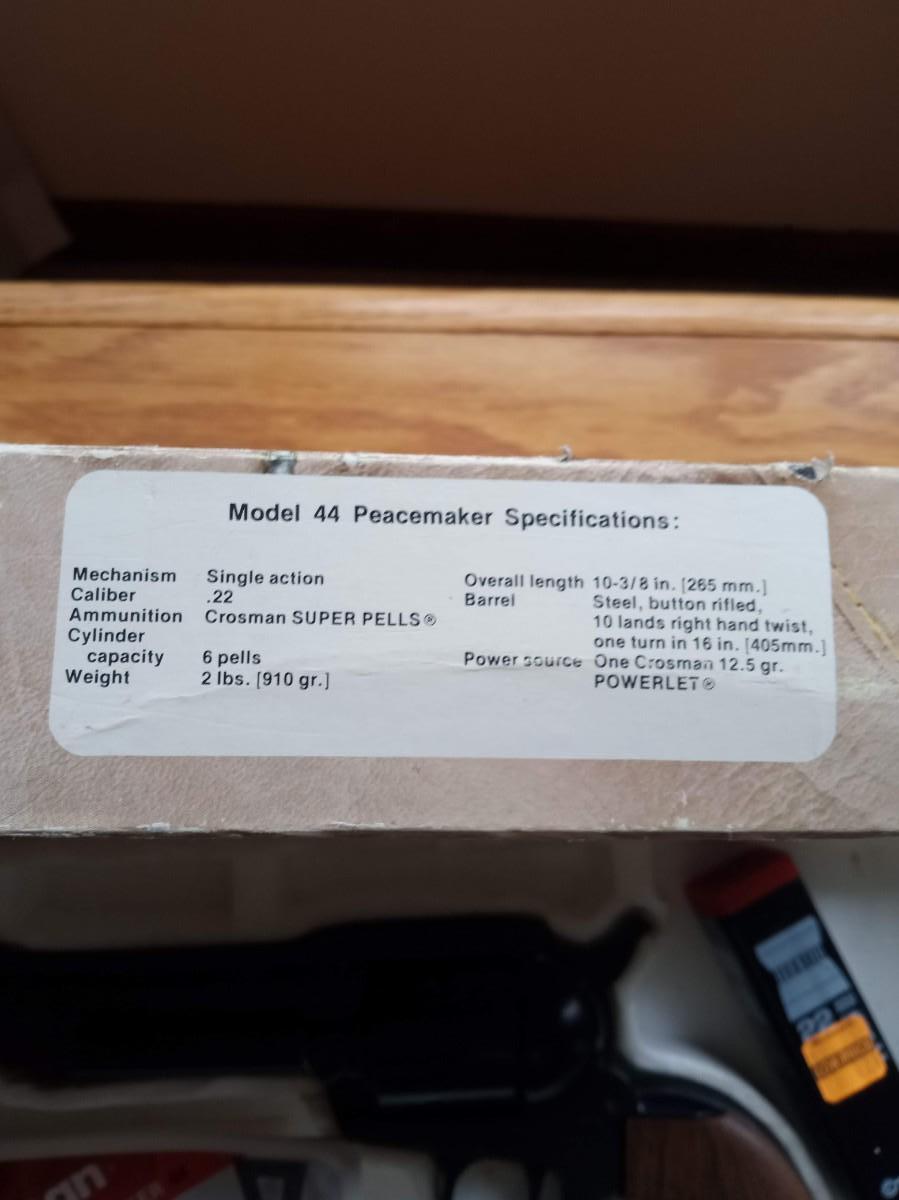 Model 44 Peacemaker Specifications:
Mechanism Single action
Caliber .22
Ammunition Crosman SUPER PELLS®
Cylinder
capacity 6 pells
Weight 2 lbs. [910 gr.]
Overall length 10-3/8 in. [265 mm.]
Barrel Steel, button rifled,
10 lands right hand twist,
one turn in 16 in. [405mm.]
Power source One Crosman 12.5 gr.
POWERLET®